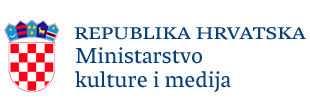 REPUBLIKA HRVATSKA
Ministarstvo
kulture i medija